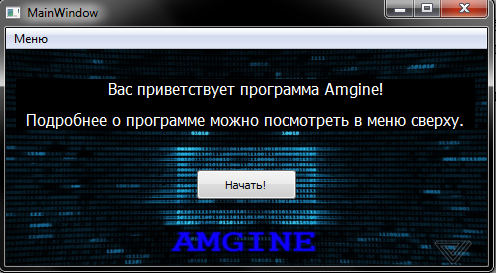 MainWindow
Меню
Вас приветствует программа Amgine!
Подробнее о программе можно посмотреть в меню сверху.
Начать!
AMGINE